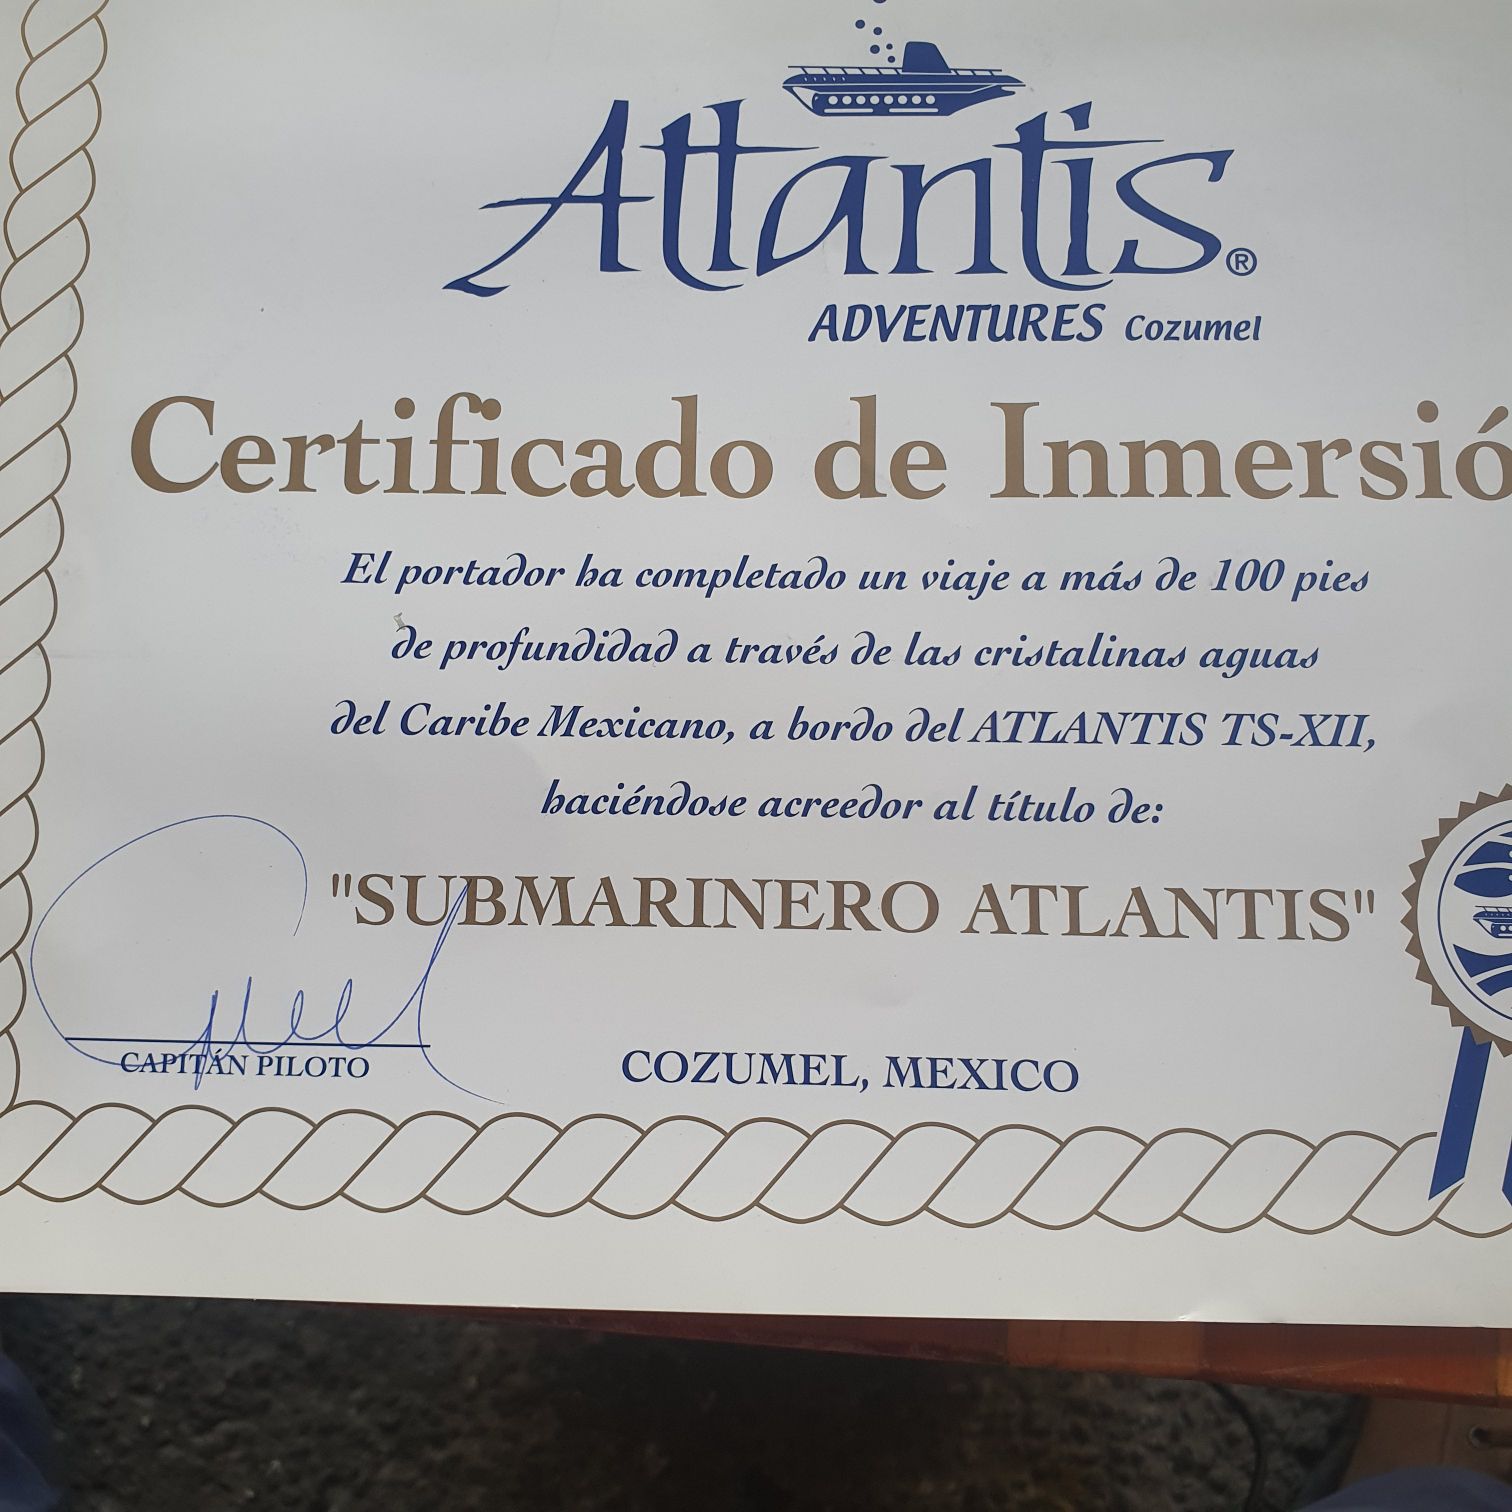 Atlantis®
ADVENTURES Cozumel
Certificado de Inmersió
El portador ha completado un viaje a más de 100 pies
de profundidad a través de las cristalinas aguas
del Caribe Mexicano, a bordo del ATLANTIS TS-XII,
haciéndose acreedor al título de:
"SUBMARINERO ATLANTIS"
CAPITÁN PILOTO
COZUMEL, MEXICO